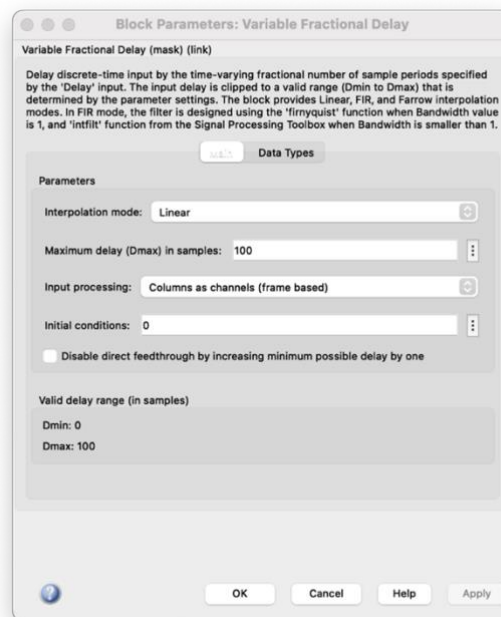 Block Parameters: Variable Fractional Delay
Variable Fractional Delay (mask) (link)
Delay discrete-time input by the time-varying fractional number of sample periods specified
by the 'Delay' input. The input delay is clipped to a valid range (Dmin to Dmax) that is
determined by the parameter settings. The block provides Linear, FIR, and Farrow interpolation
modes. In FIR mode, the filter is designed using the 'firnyquist' function when Bandwidth value
is 1, and 'intfilt' function from the Signal Processing Toolbox when Bandwidth is smaller than 1.
Data Types
Parameters
Interpolation mode: Linear
Maximum delay (Dmax) in samples: 100
Input processing: Columns as channels (frame based)
Initial conditions: 0
Disable direct feedthrough by increasing minimum possible delay by one
Valid delay range (in samples)
Dmin: 0
Dmax: 100
? OK Cancel Help Apply